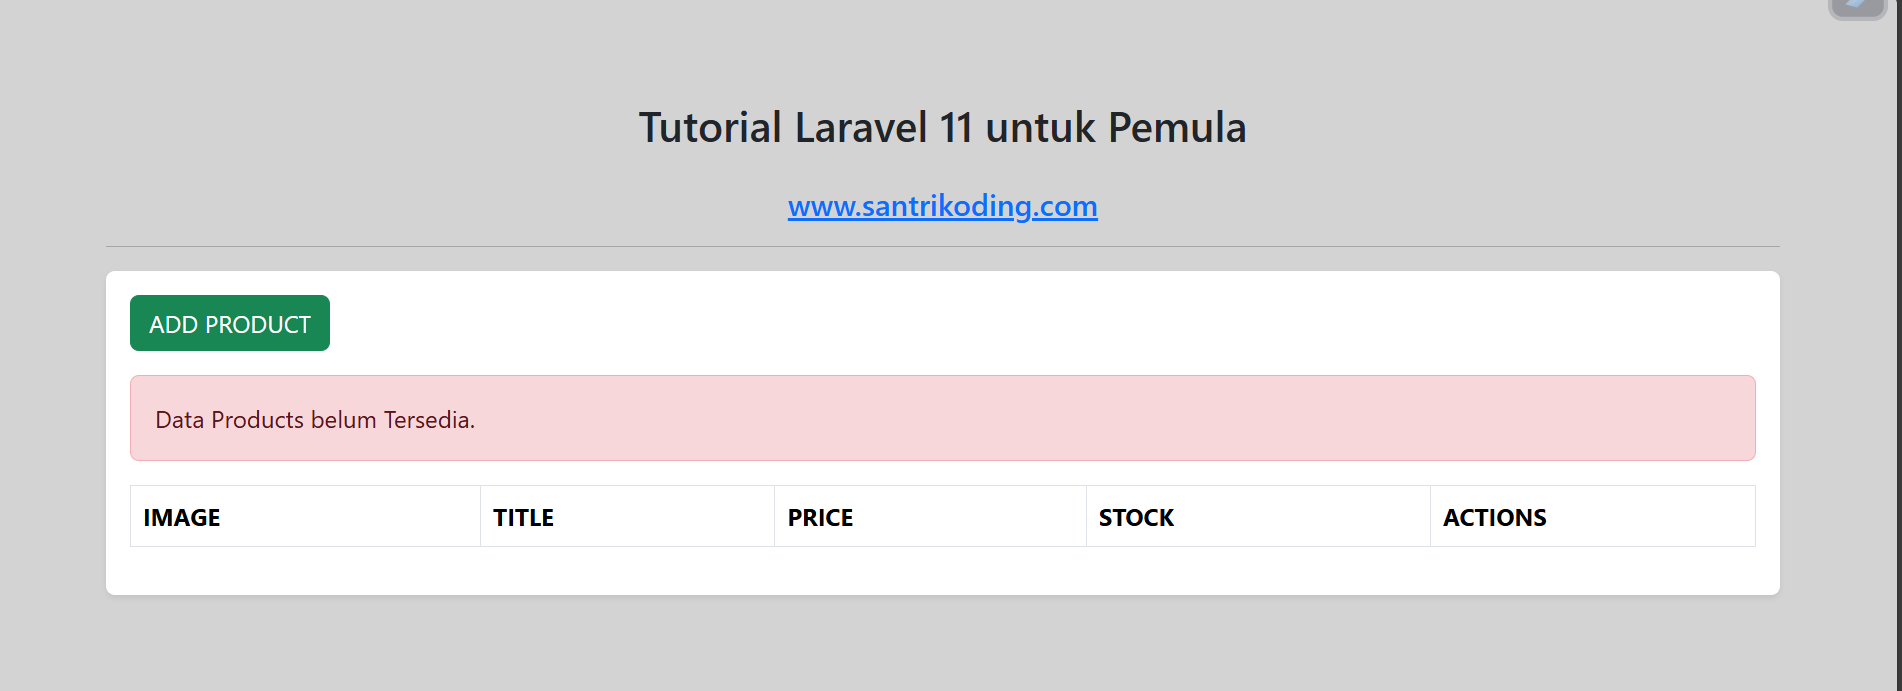 Tutorial Laravel 11 untuk Pemula
www.santrikoding.com
ADD PRODUCT
Data Products belum Tersedia.
IMAGE TITLE PRICE STOCK ACTIONS